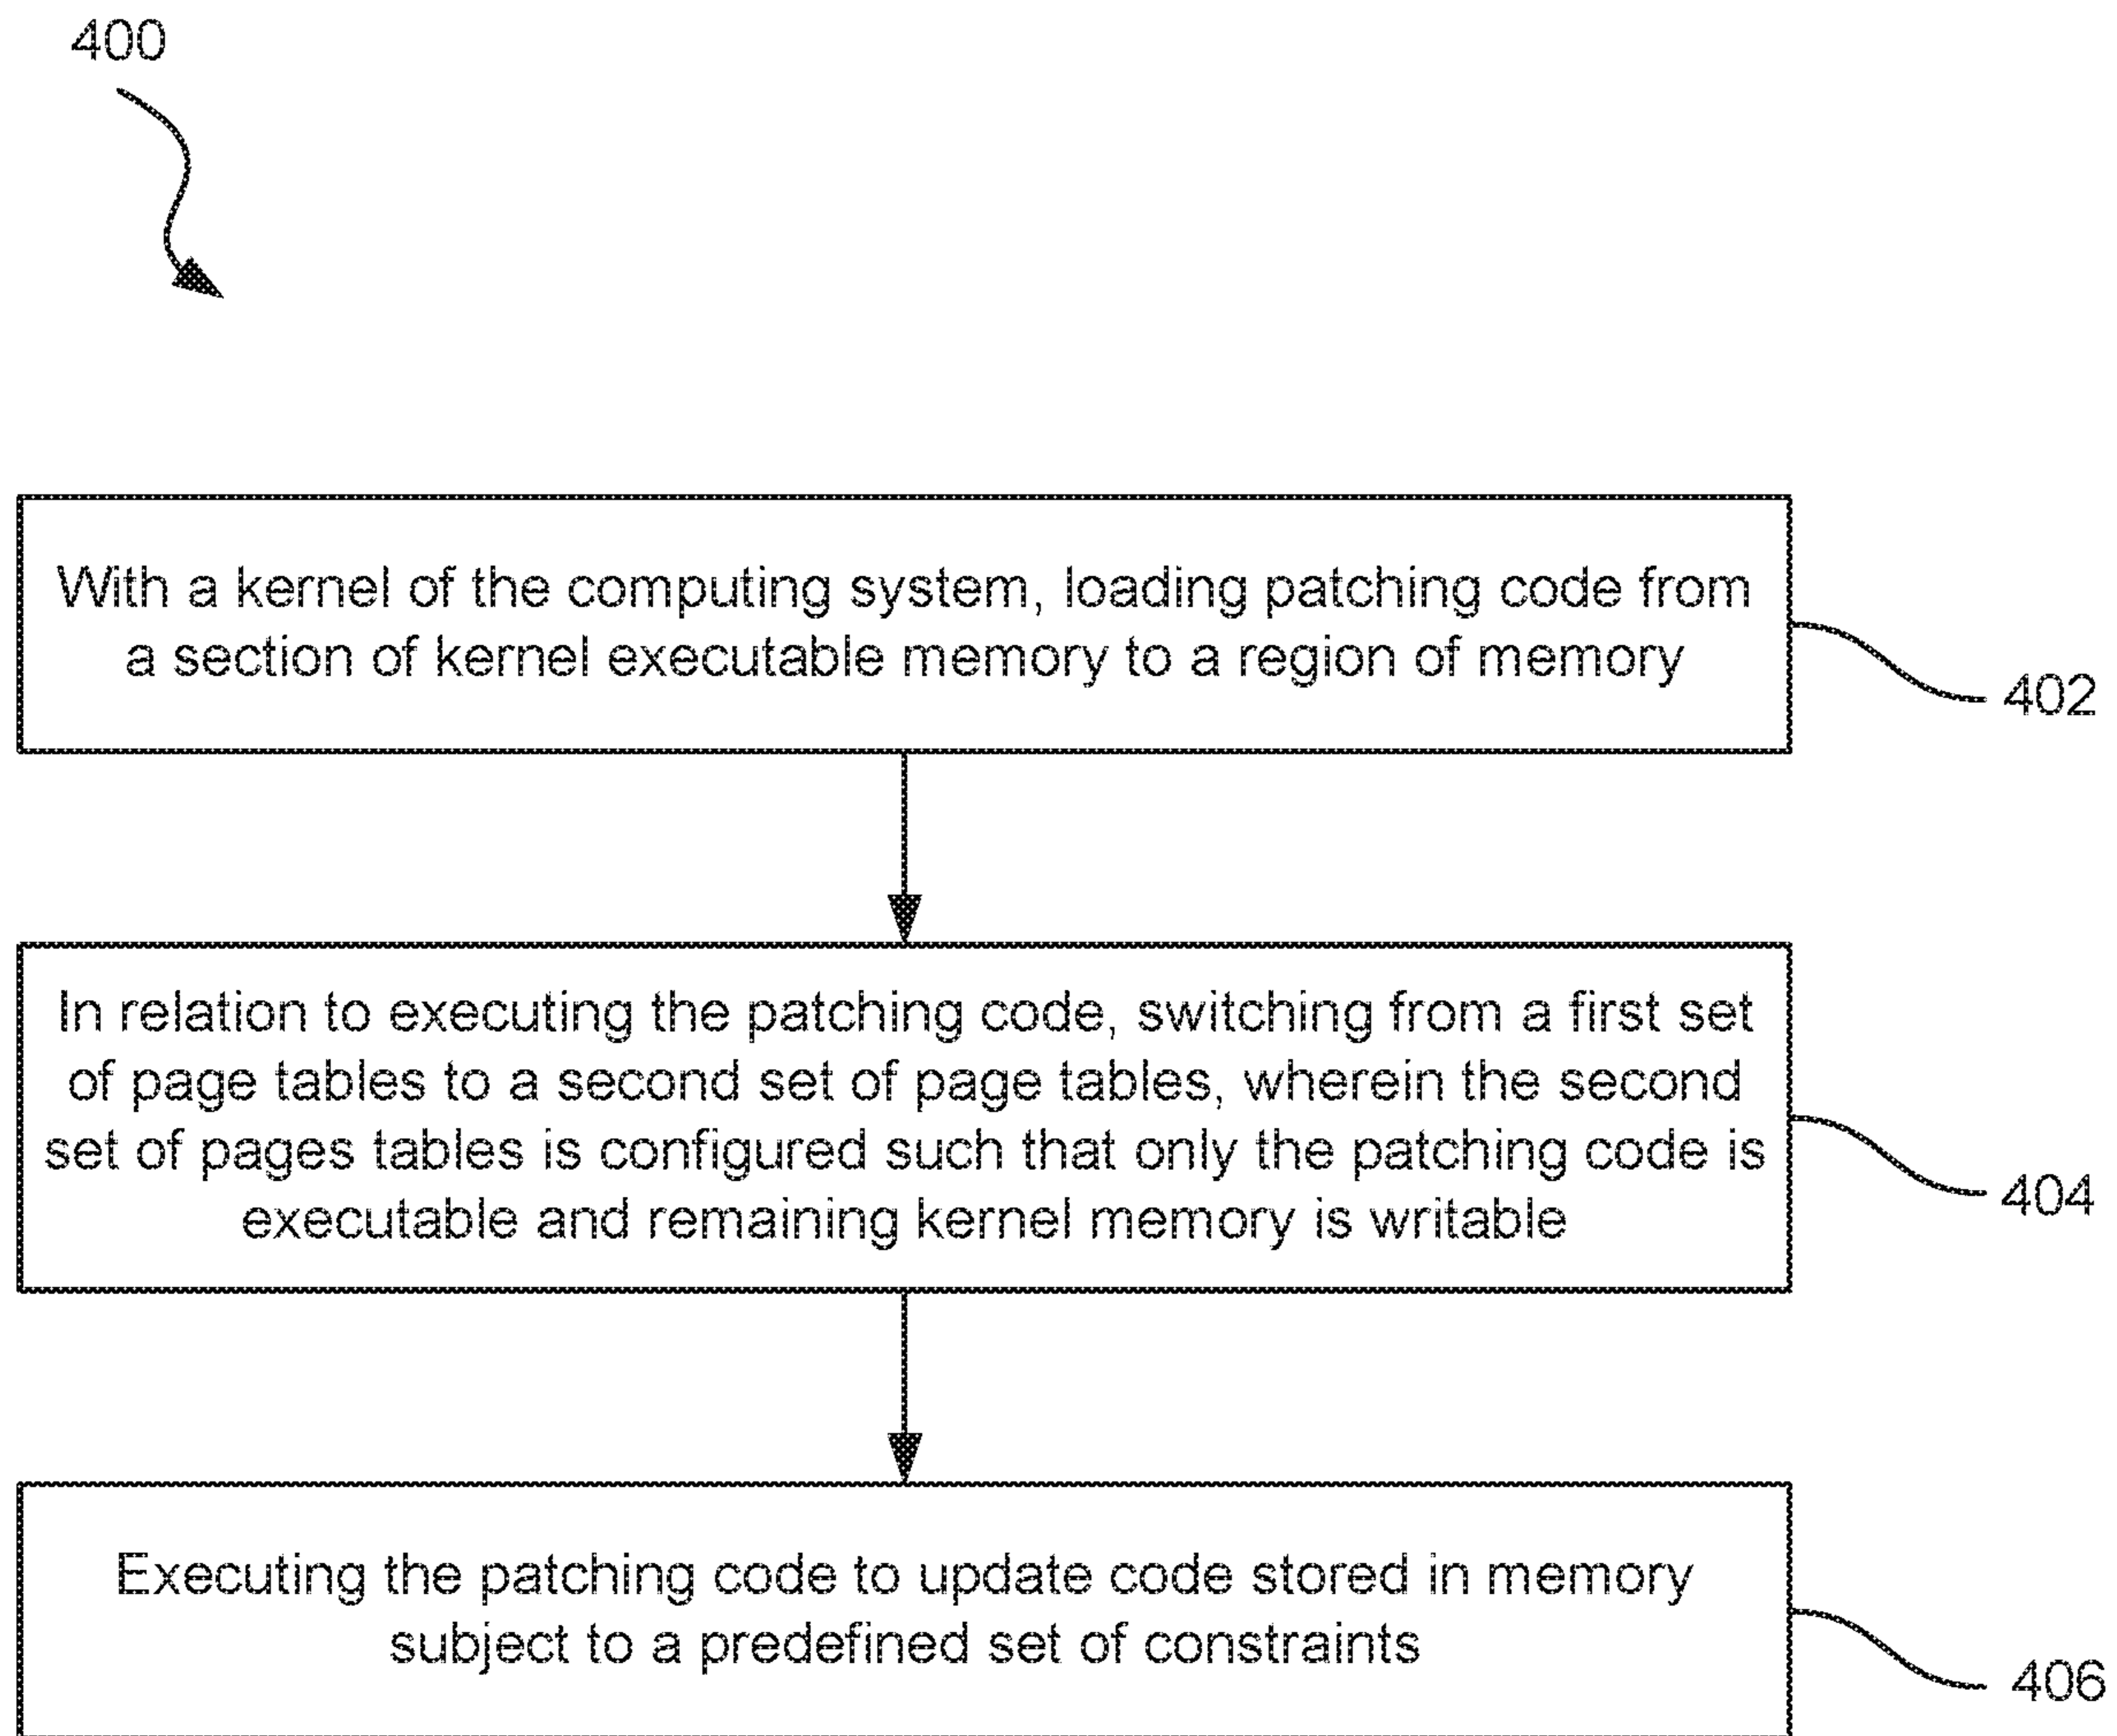 400
With a kernel of the computing system, loading patching code from
a section of kernel executable memory to a region of memory
402
In relation to executing the patching code, switching from a first set
of page tables to a second set of page tables, wherein the second
set of pages tables is configured such that only the patching code is
executable and remaining kernel memory is writable
404
Executing the patching code to update code stored in memory
subject to a predefined set of constraints
406